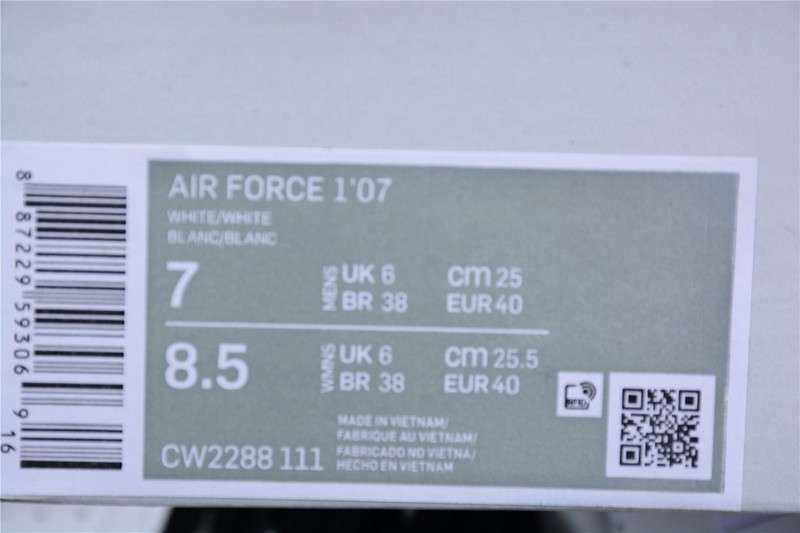 AIR FORCE 1'07
WHITE/WHITE
BLANC/BLANC
7 MENS UK 6 CM 25
BR 38 EUR 40
8.5 WMNS UK 6 CM 25.5
BR 38 EUR 40
CW2288 111
MADE IN VIETNAM/
FABRIQUE AU VIETNAM/
FABRICADO NO VIETNÃ/
HECHO EN VIETNAM
RFID
8 87229 59306 9 16